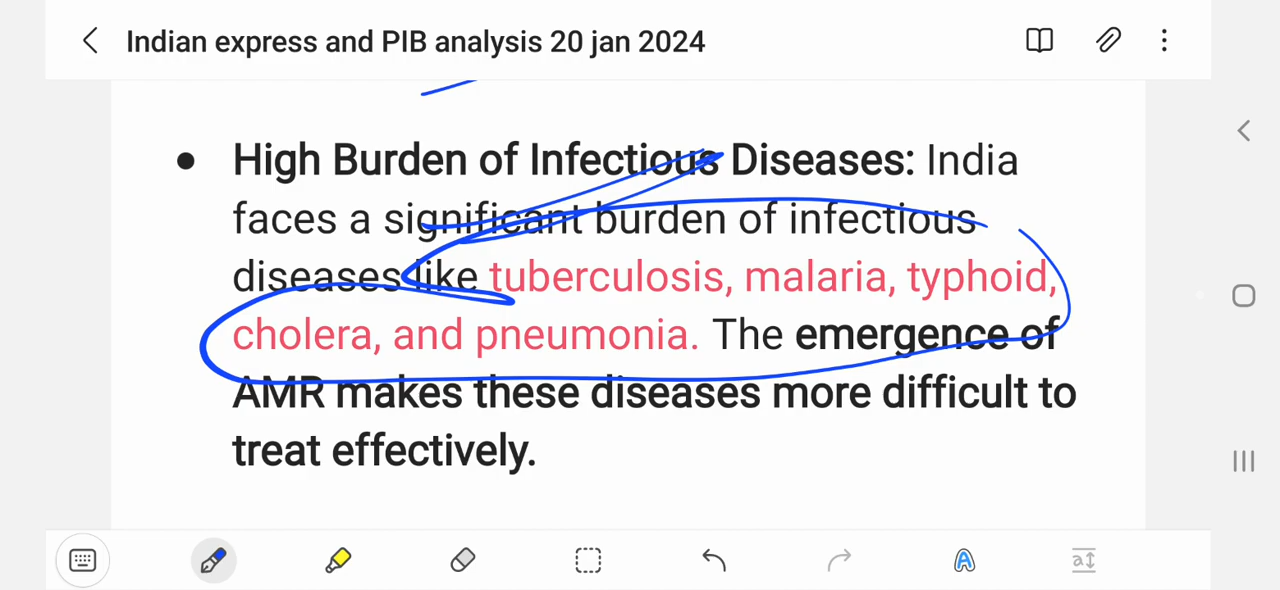 Indian express and PIB analysis 20 jan 2024
High Burden of Infectious Diseases: India
faces a significant burden of infectious
diseases like tuberculosis, malaria, typhoid,
cholera, and pneumonia. The emergence of
AMR makes these diseases more difficult to
treat effectively.
A a